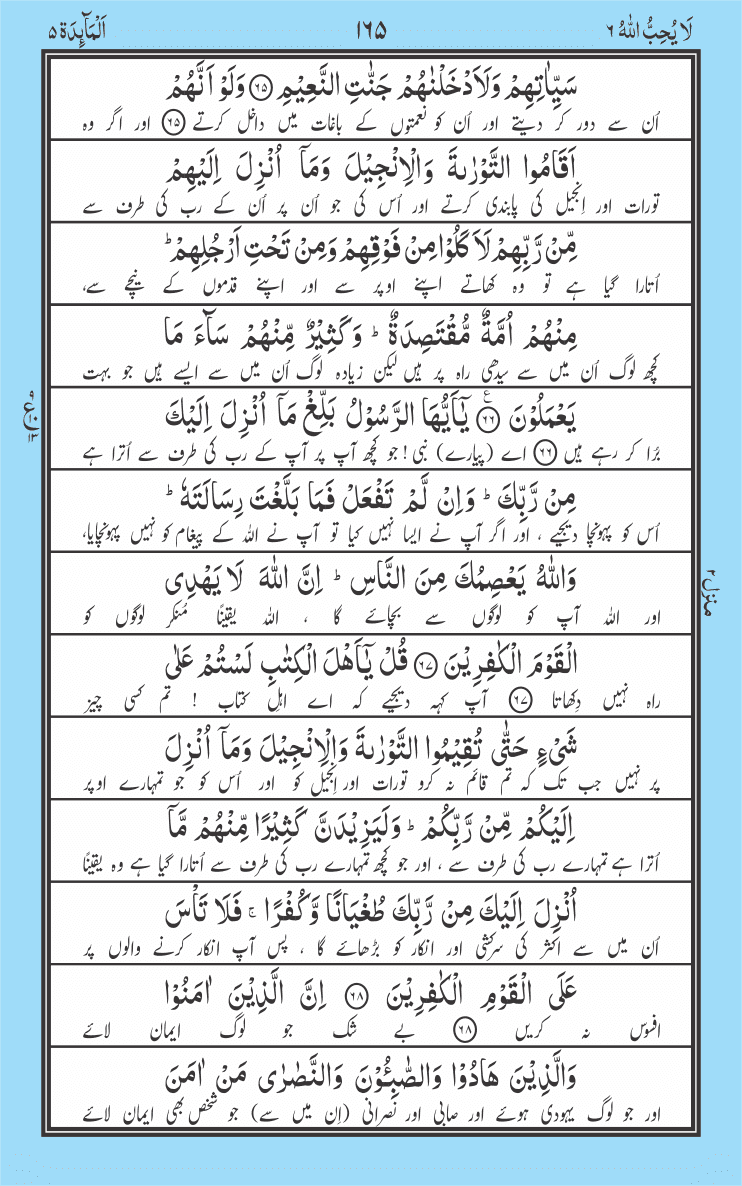 لَا يُحِبُّ اللّٰهُ ٦
١٦٥
اَلْمَآئِدَة ٥
سَيِّاٰتِهِمْ وَلَاَدْخَلْنٰهُمْ جَنّٰتِ النَّعِيْمِ ﴿٦٥﴾ وَلَوْ اَنَّهُمْ
اُن سے دور کر دیتے اور اُن کو نعمتوں کے باغات میں داخل کرتے ﴿٦٥﴾ اور اگر وہ
اَقَامُوا التَّوْرٰىةَ وَالْاِنْجِيْلَ وَمَآ اُنْزِلَ اِلَيْهِمْ
تورات اور اِنجیل کی پابندی کرتے اور اُس کی جو اُن پر اُن کے رب کی طرف سے
مِّنْ رَّبِّهِمْ لَاَكَلُوْا مِنْ فَوْقِهِمْ وَمِنْ تَحْتِ اَرْجُلِهِمْ ؕ
اُتارا گیا ہے تو وہ کھاتے اپنے اوپر سے اور اپنے قدموں کے نیچے سے،
مِنْهُمْ اُمَّةٌ مُّقْتَصِدَةٌ ؕ وَكَثِيْرٌ مِّنْهُمْ سَآءَ مَا
کچھ لوگ اُن میں سے سیدھی راہ پر ہیں لیکن زیادہ لوگ اُن میں سے ایسے ہیں جو بہت
يَعْمَلُوْنَ ﴿٦٦﴾ ۧ يٰۤاَيُّهَا الرَّسُوْلُ بَلِّغْ مَآ اُنْزِلَ اِلَيْكَ
بُرا کر رہے ہیں ﴿٦٦﴾ اے (پیارے) نبی! جو کچھ آپ پر آپ کے رب کی طرف سے اُترا ہے
مِنْ رَّبِّكَ ؕ وَاِنْ لَّمْ تَفْعَلْ فَمَا بَلَّغْتَ رِسَالَتَهٗ ؕ
اُس کو پہونچا دیجیے ، اور اگر آپ نے ایسا نہیں کیا تو آپ نے اللہ کے پیغام کو نہیں پہونچایا،
وَاللّٰهُ يَعْصِمُكَ مِنَ النَّاسِ ؕ اِنَّ اللّٰهَ لَا يَهْدِى
اور اللہ آپ کو لوگوں سے بچائے گا ، اللہ یقینًا مُنکر لوگوں کو
الْقَوْمَ الْكٰفِرِيْنَ ﴿٦٧﴾ قُلْ يٰۤاَهْلَ الْكِتٰبِ لَسْتُمْ عَلٰى
راہ نہیں دِکھاتا ﴿٦٧﴾ آپ کہہ دیجیے کہ اے اہلِ کتاب ! تم کسی چیز
شَىْءٍ حَتّٰى تُقِيْمُوا التَّوْرٰىةَ وَالْاِنْجِيْلَ وَمَآ اُنْزِلَ
پر نہیں جب تک کہ تم قائم نہ کرو تورات اور اِنجیل کو اور اُس کو جو تمہارے اوپر
اِلَيْكُمْ مِّنْ رَّبِّكُمْ ؕ وَلَيَزِيْدَنَّ كَثِيْرًا مِّنْهُمْ مَّآ
اُترا ہے تمہارے رب کی طرف سے ، اور جو کچھ تمہارے رب کی طرف سے اُتارا گیا ہے وہ یقینًا
اُنْزِلَ اِلَيْكَ مِنْ رَّبِّكَ طُغْيَانًا وَّكُفْرًا ۚ فَلَا تَاْسَ
اُن میں سے اکثر کی سرکشی اور انکار کو بڑھائے گا ، پس آپ انکار کرنے والوں پر
عَلَى الْقَوْمِ الْكٰفِرِيْنَ ﴿٦٨﴾ اِنَّ الَّذِيْنَ اٰمَنُوْا
افسوس نہ کریں ﴿٦٨﴾ بے شک جو لوگ ایمان لائے
وَالَّذِيْنَ هَادُوْا وَالصّٰبِـُٔوْنَ وَالنَّصٰرٰى مَنْ اٰمَنَ
اور جو لوگ یہودی ہوئے اور صابی اور نصرانی (اِن میں سے) جو شخص بھی ایمان لائے
منزل ٢